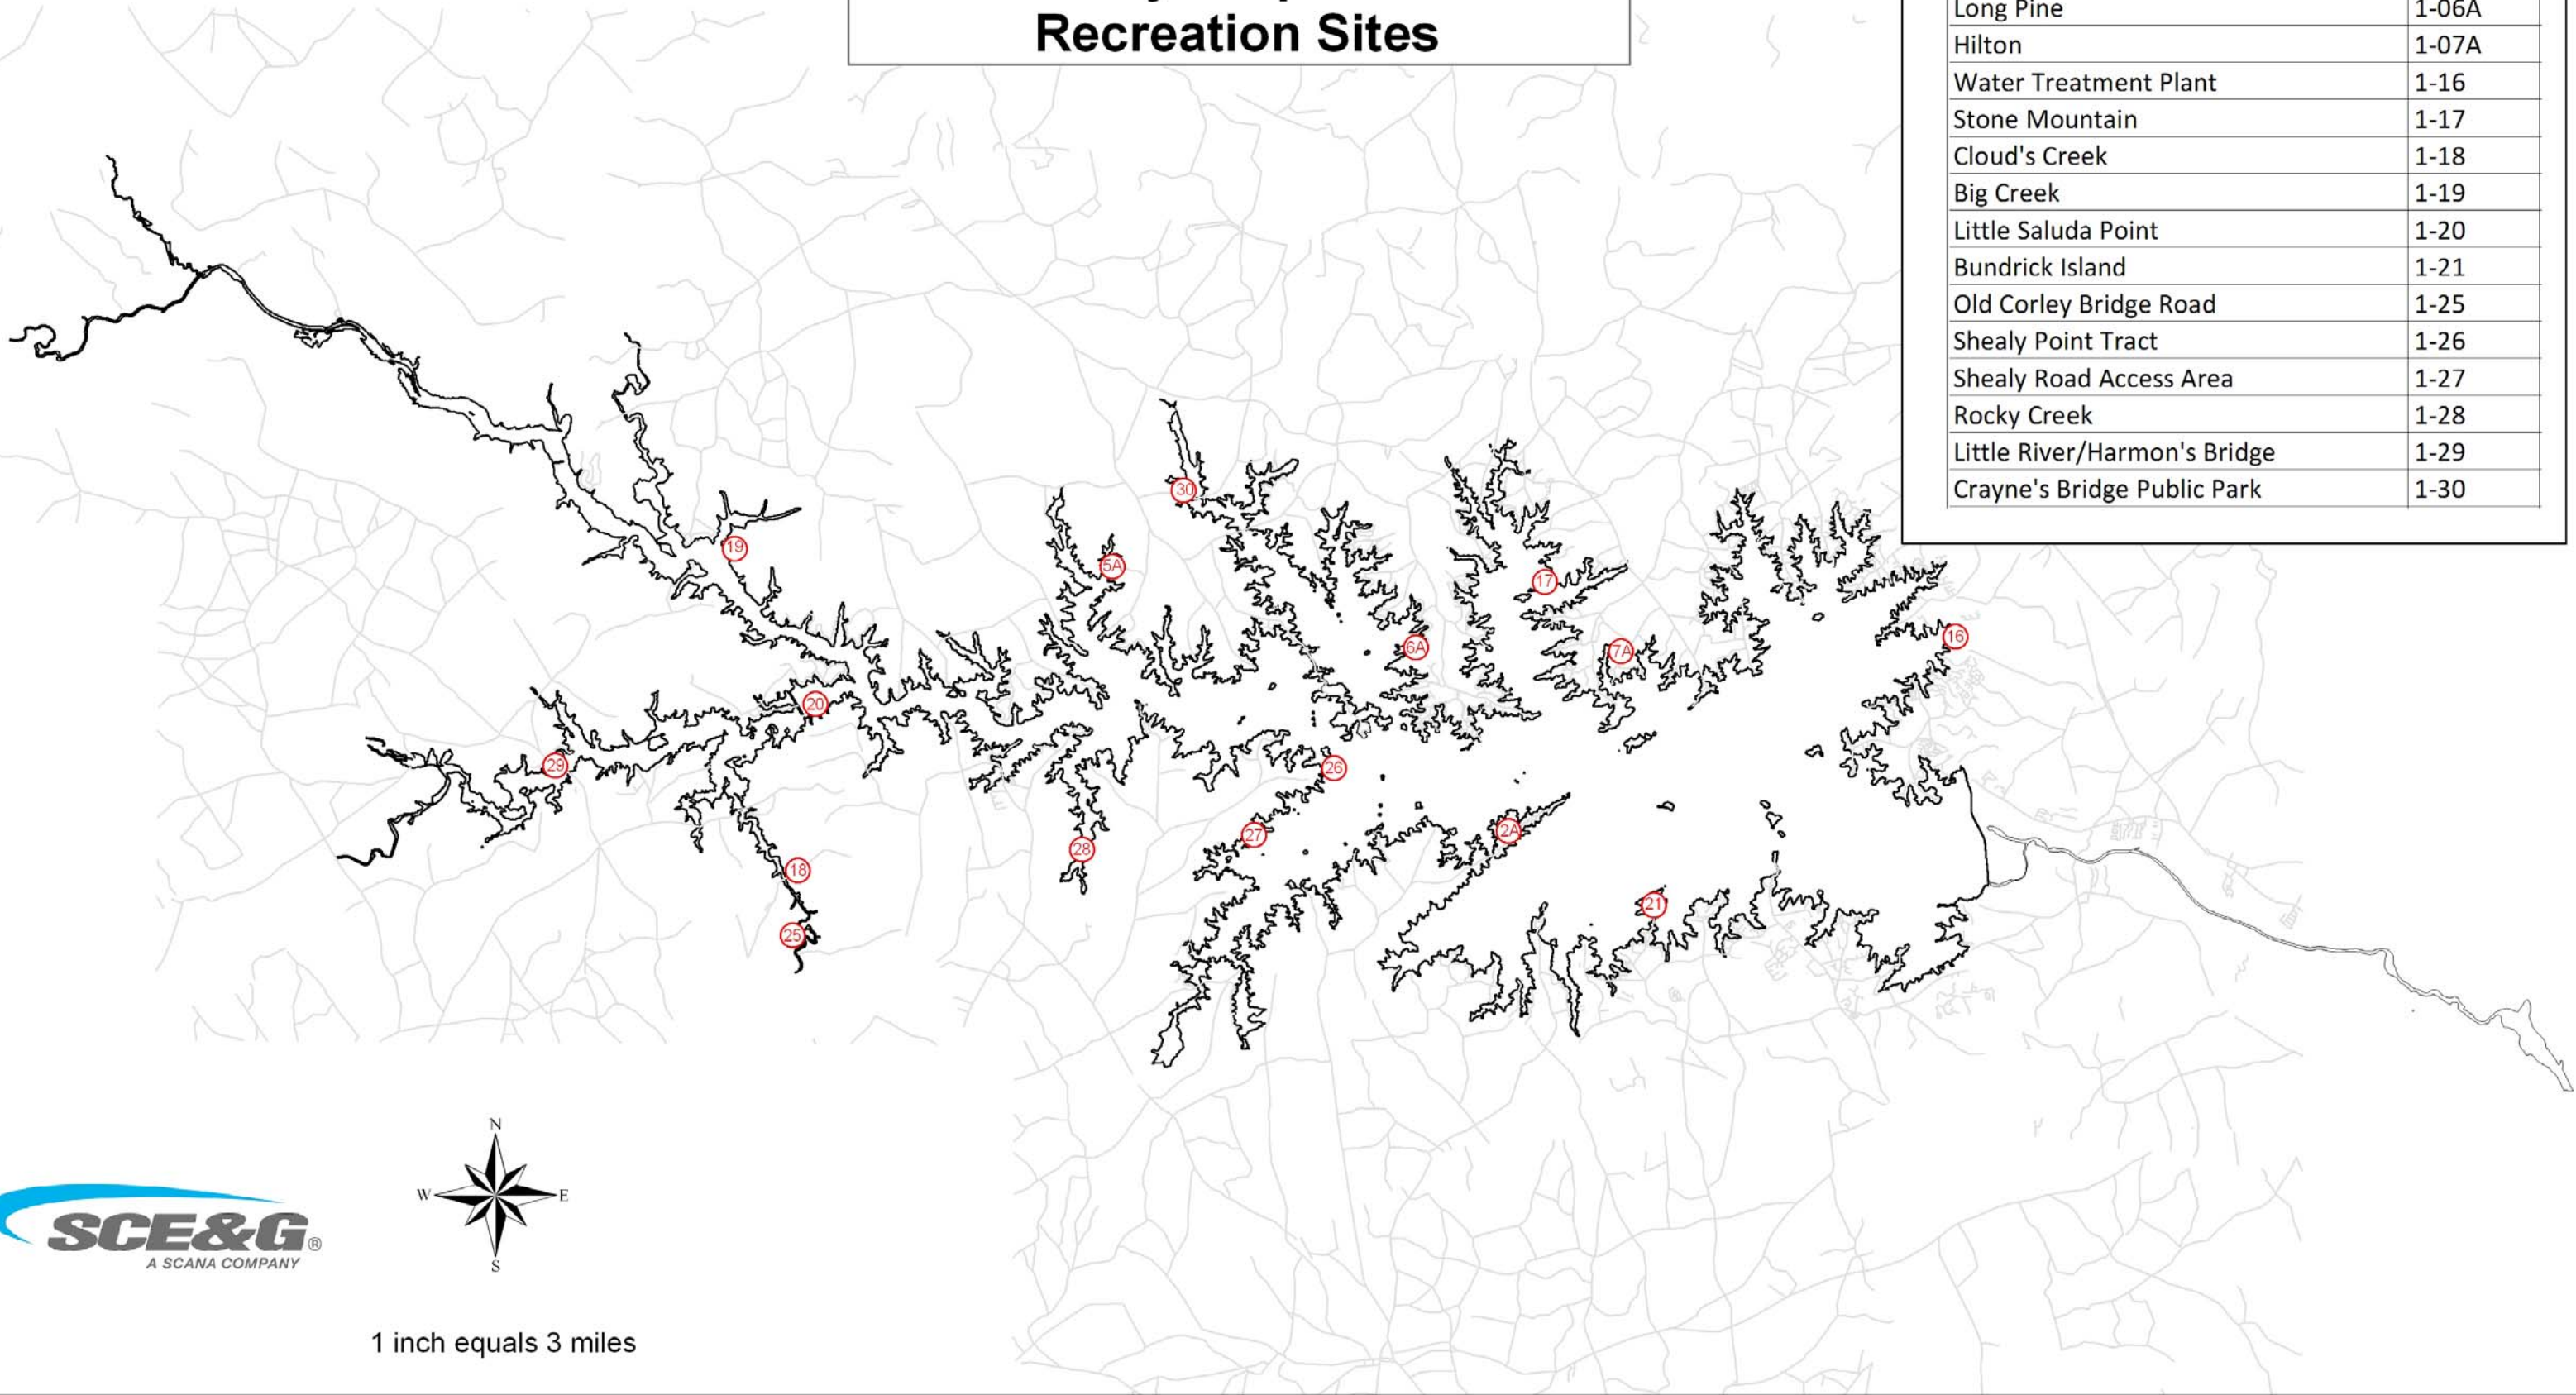 Recreation Sites
Long Pine 1-06A
Hilton 1-07A
Water Treatment Plant 1-16
Stone Mountain 1-17
Cloud's Creek 1-18
Big Creek 1-19
Little Saluda Point 1-20
Bundrick Island 1-21
Old Corley Bridge Road 1-25
Shealy Point Tract 1-26
Shealy Road Access Area 1-27
Rocky Creek 1-28
Little River/Harmon's Bridge 1-29
Crayne's Bridge Public Park 1-30
30
19
5A
17
16
6A
7A
20
29
26
2A
27
28
18
21
25
N
W E
S
SCE&G®
A SCANA COMPANY
1 inch equals 3 miles